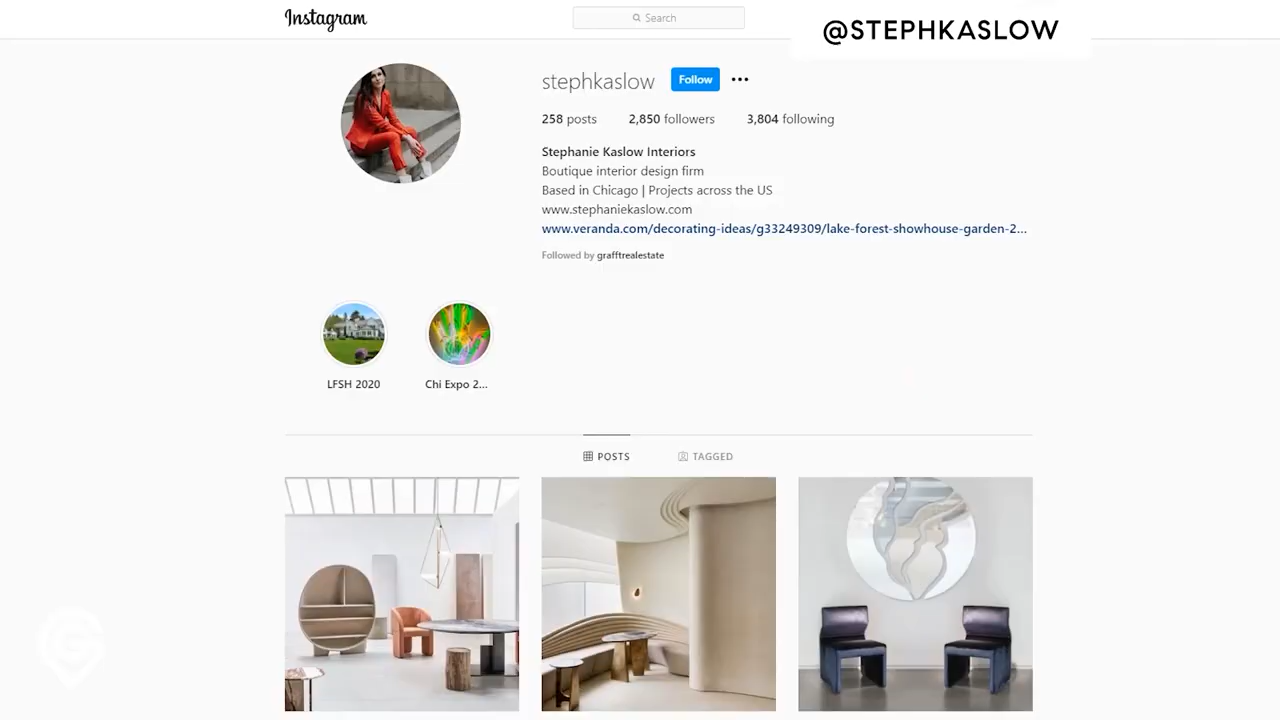 Instagram
Search
@STEPHKASLOW
stephkaslow
Follow
258 posts 2,850 followers 3,804 following
Stephanie Kaslow Interiors
Boutique interior design firm
Based in Chicago | Projects across the US
www.stephaniekaslow.com
www.veranda.com/decorating-ideas/g33249309/lake-forest-showhouse-garden-2...
Followed by grafftrealestate
LFSH 2020
Chi Expo 2...
POSTS
TAGGED
G